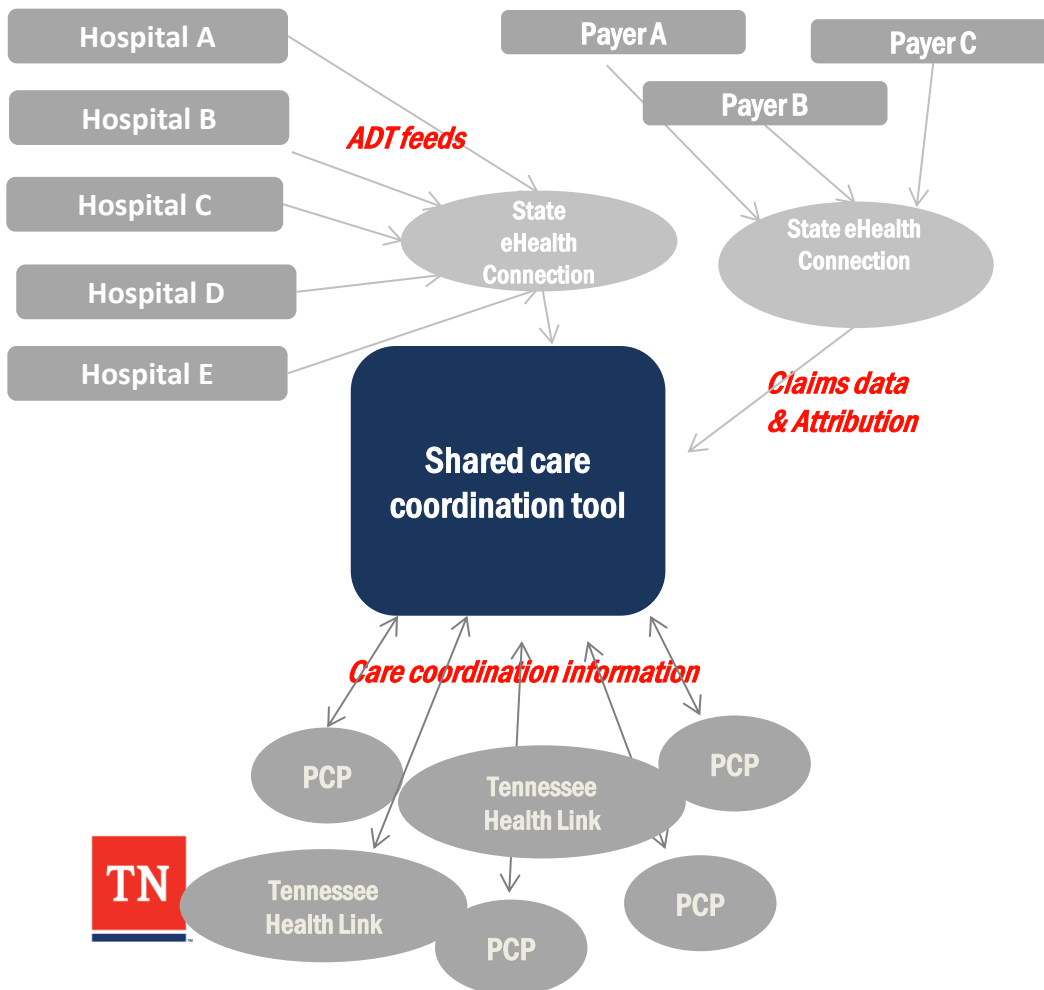 Hospital A
Payer A
Payer C
Hospital B
Payer B
ADT feeds
Hospital C
State
eHealth
Connection
State eHealth
Connection
Hospital D
Hospital E
Claims data
& Attribution
Shared care
coordination tool
Care coordination information
PCP
Tennessee
Health Link
PCP
TN
Tennessee
Health Link
PCP
PCP